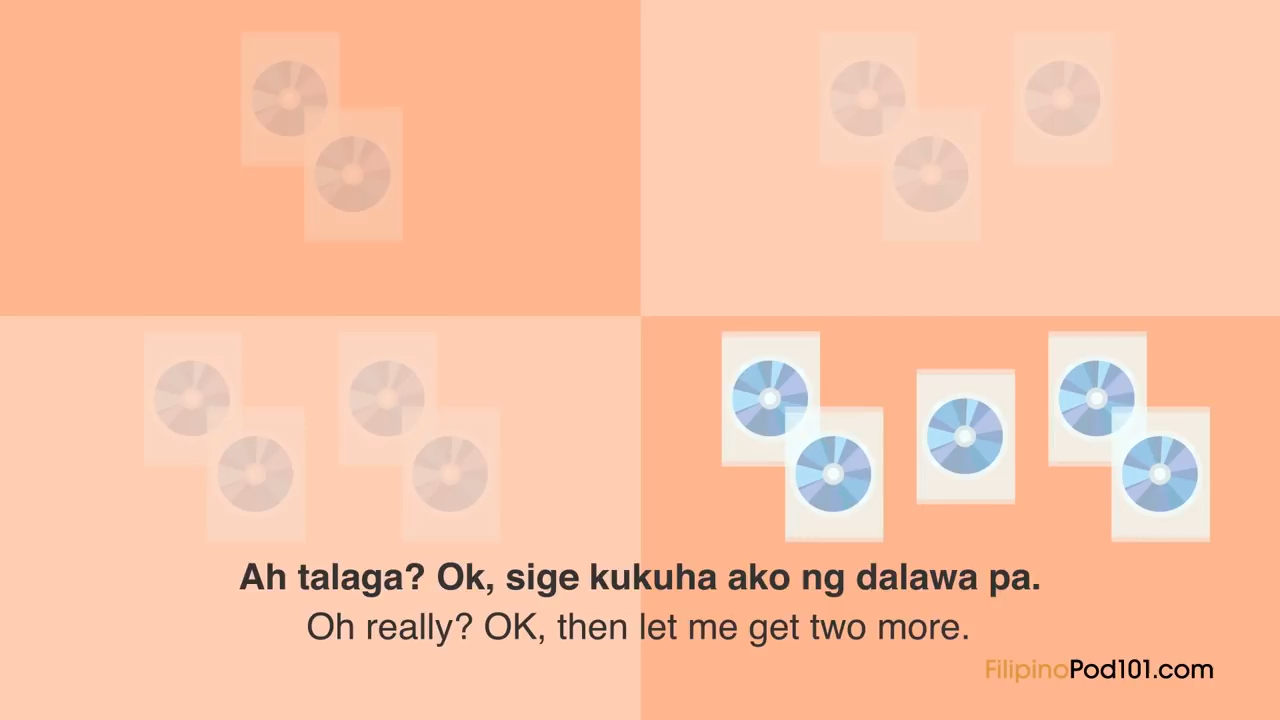 Ah talaga? Ok, sige kukuha ako ng dalawa pa.
Oh really? OK, then let me get two more.
FilipinoPod101.com